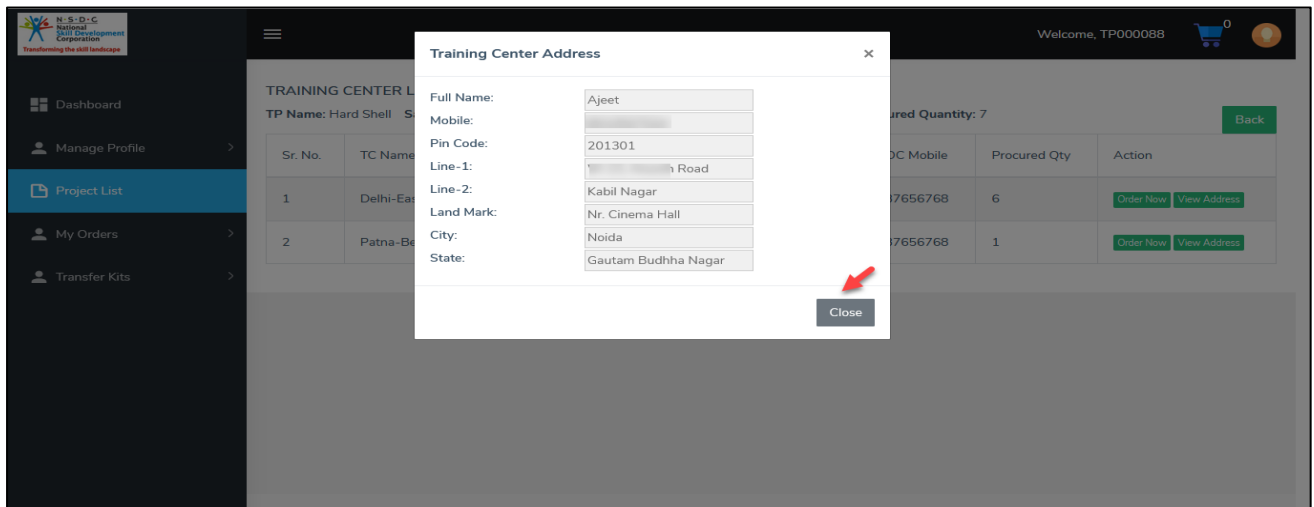 N·S·D·C
National
Skill Development
Corporation
Transforming the skill landscape
Welcome, TP000088
0
Dashboard
Manage Profile
Project List
My Orders
Transfer Kits
TRAINING CENTER L
TP Name: Hard Shell S
ured Quantity: 7
Back
Sr. No. TC Name OC Mobile Procured Qty Action
1 Delhi-Eas 7656768 6 Order Now View Address
2 Patna-Be 7656768 1 Order Now View Address
Training Center Address ×
Full Name: Ajeet
Mobile:
Pin Code: 201301
Line-1: Road
Line-2: Kabil Nagar
Land Mark: Nr. Cinema Hall
City: Noida
State: Gautam Budhha Nagar
Close